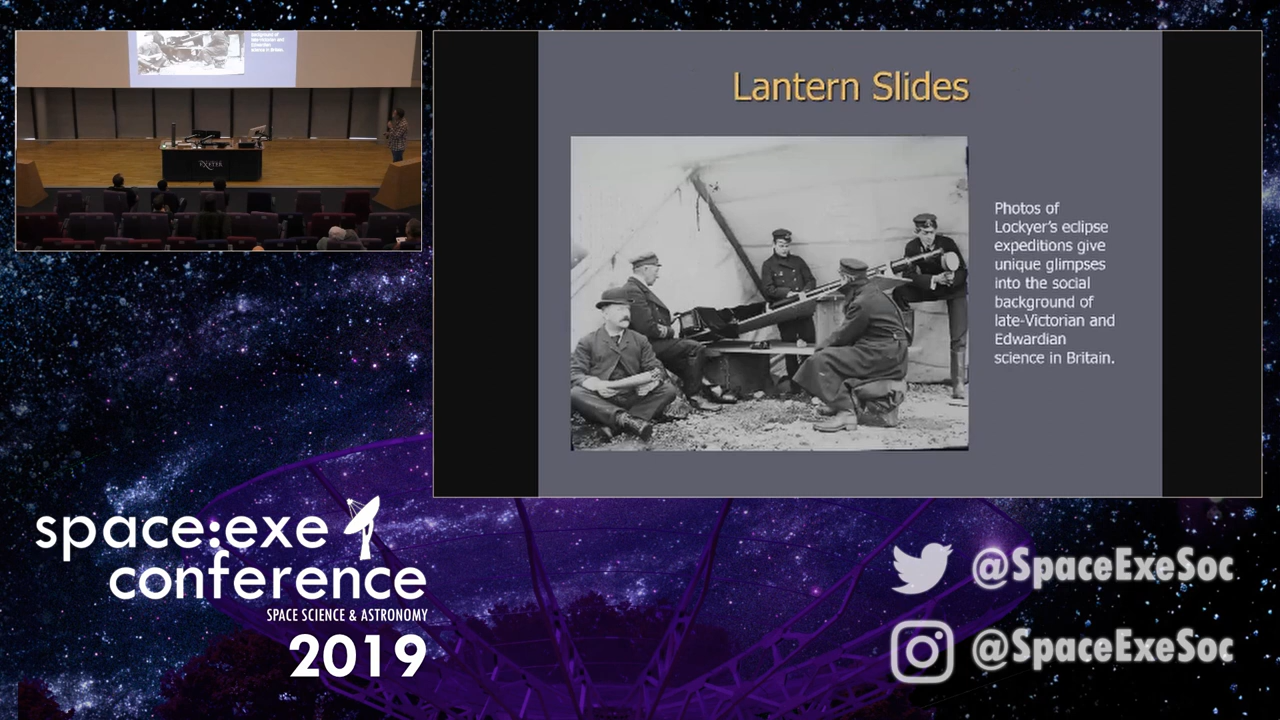 Lantern Slides
Photos of
Lockyer's eclipse
expeditions give
unique glimpses
into the social
background of
late-Victorian and
Edwardian
science in Britain.
EXETER
space:exe
conference
SPACE SCIENCE & ASTRONOMY
2019
@SpaceExeSoc
@SpaceExeSoc